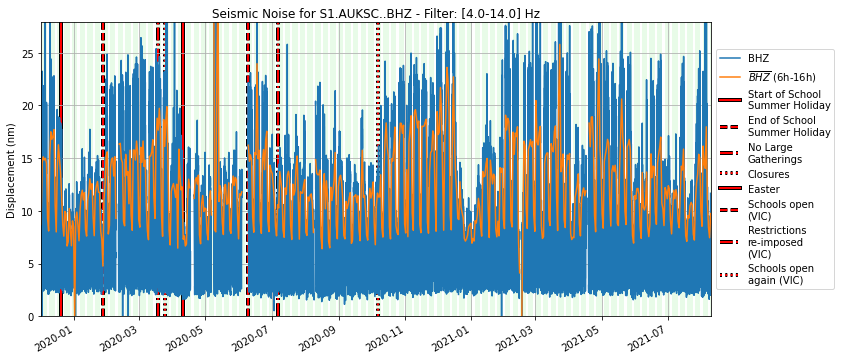 Seismic Noise for S1.AUKSC..BHZ - Filter: [4.0-14.0] Hz
Displacement (nm)
25
20
15
10
5
0
2020-01
2020-03
2020-05
2020-07
2020-09
2020-11
2021-01
2021-03
2021-05
2021-07
BHZ
BHZ (6h-16h)
Start of School
Summer Holiday
End of School
Summer Holiday
No Large
Gatherings
Closures
Easter
Schools open
(VIC)
Restrictions
re-imposed
(VIC)
Schools open
again (VIC)